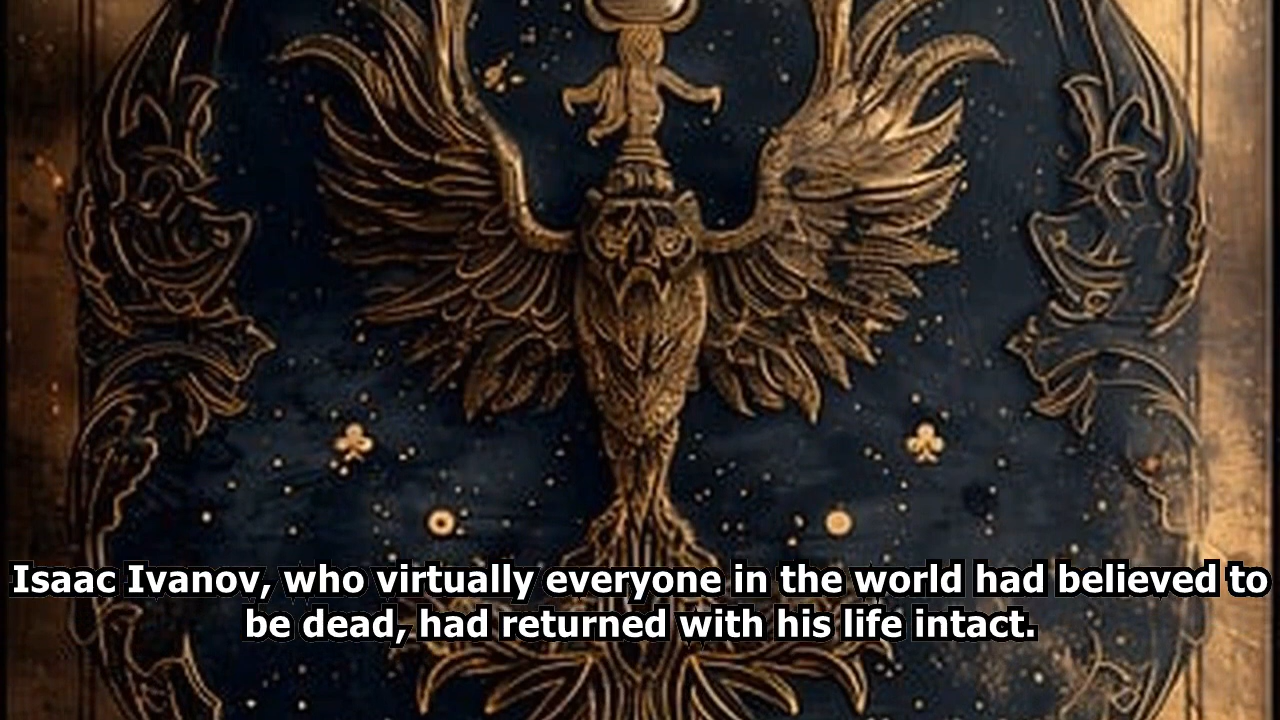 Isaac Ivanov, who virtually everyone in the world had believed to
be dead, had returned with his life intact.